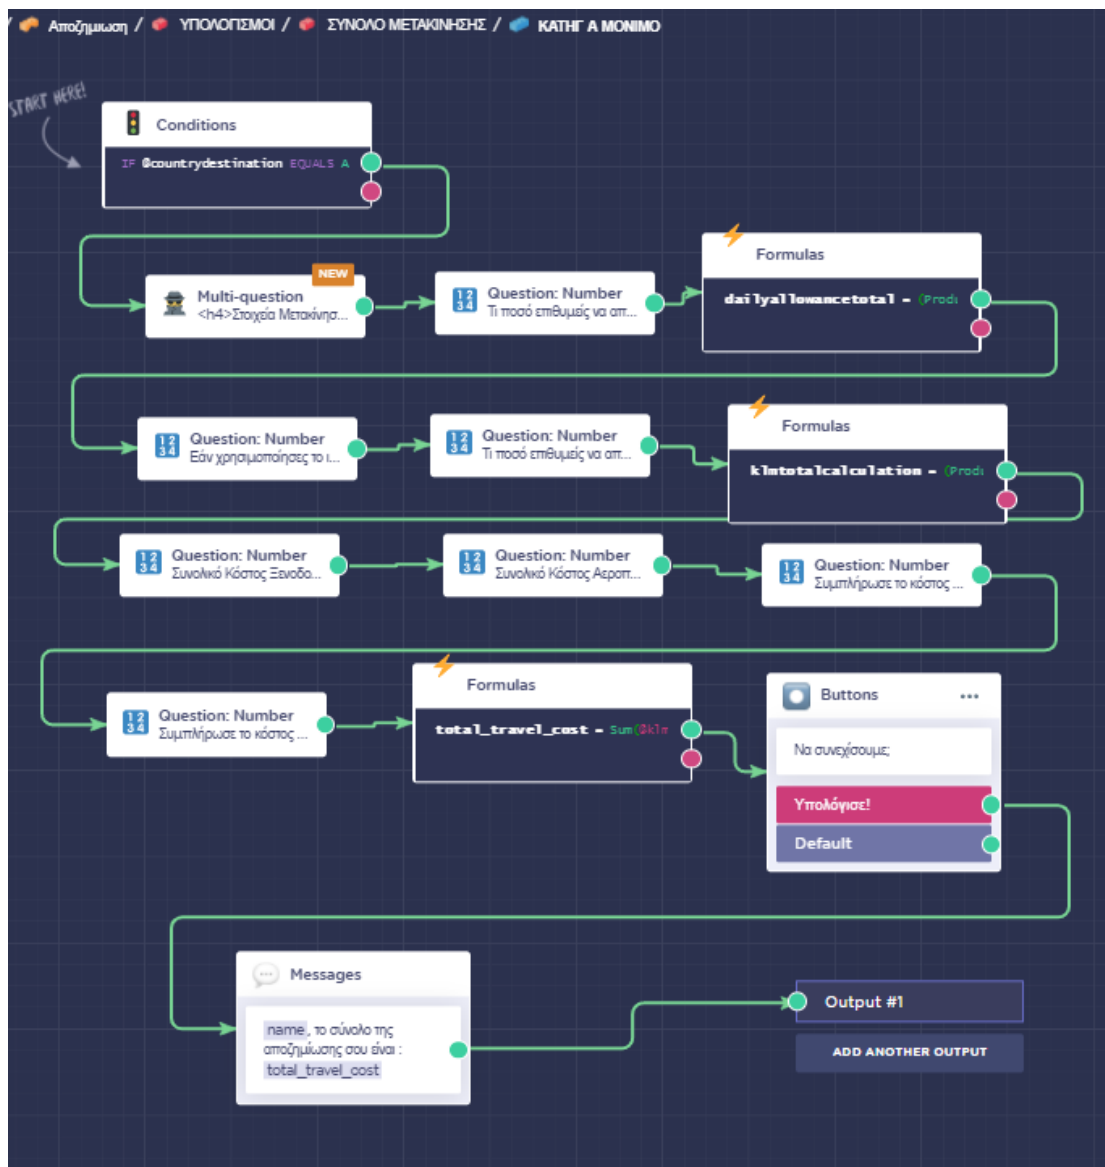 / Αποζημιωση / ΥΠΟΛΟΓΙΣΜΟΙ / ΣΥΝΟΛΟ ΜΕΤΑΚΙΝΗΣΗΣ / ΚΑΤΗΓ Α ΜΟΝΙΜΟ
START HERE!
Conditions
IF @countrydestination EQUALS A
NEW
Multi-question
<h4>Στοιχεία Μετακίνησ...
Question: Number
Τι ποσό επιθυμείς να απ...
Formulas
dailyallowancetotal = (Produ
Question: Number
Εάν χρησιμοποίησες το ι...
Question: Number
Τι ποσό επιθυμείς να απ...
Formulas
klmtotalcalculation = (Produ
Question: Number
Συνολικό Κόστος Ξενοδο...
Question: Number
Συνολικό Κόστος Αεροπ...
Question: Number
Συμπλήρωσε το κόστος ...
Question: Number
Συμπλήρωσε το κόστος ...
Formulas
total_travel_cost = Sum(@klm
Buttons
Να συνεχίσουμε;
Υπολόγισε!
Default
Messages
name, το σύνολο της
αποζημίωσης σου είναι :
total_travel_cost
Output #1
ADD ANOTHER OUTPUT